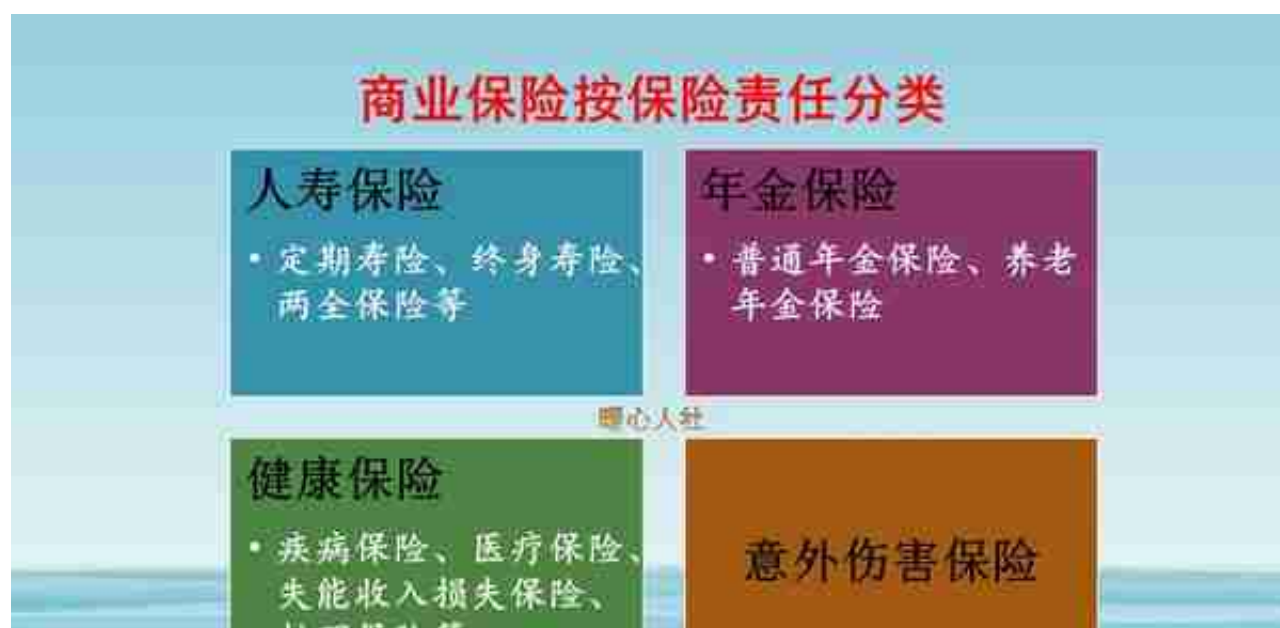 商业保险按保险责任分类
人寿保险
• 定期寿险、终身寿险、
两全保险等
年金保险
• 普通年金保险、养老
年金保险
暖心人社
健康保险
• 疾病保险、医疗保险、
失能收入损失保险、
意外伤害保险